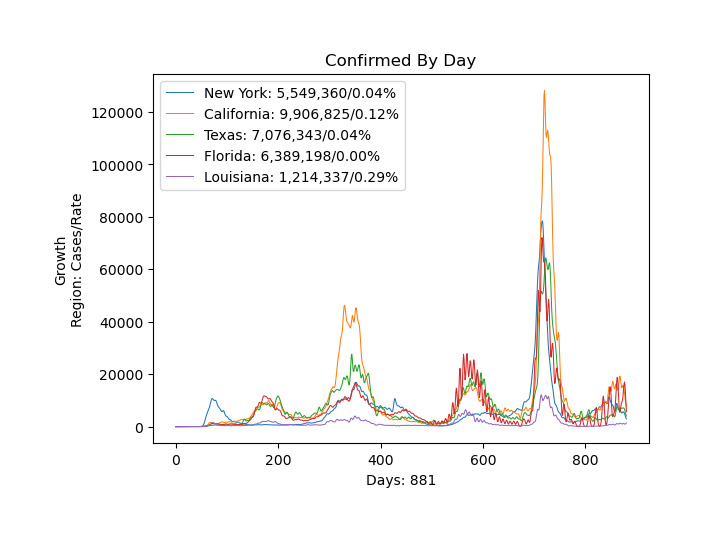 Confirmed By Day
New York: 5,549,360/0.04%
California: 9,906,825/0.12%
Texas: 7,076,343/0.04%
Florida: 6,389,198/0.00%
Louisiana: 1,214,337/0.29%
120000
100000
80000
60000
40000
20000
0
Growth
Region: Cases/Rate
0 200 400 600 800
Days: 881